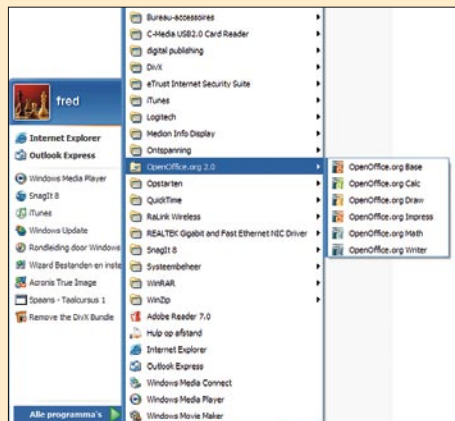 fred
Internet Explorer
Outlook Express
Windows Media Player
SnagIt 8
iTunes
Windows Update
Rondleiding door Windows
Wizard Bestanden en inste
Acronis True Image
Spaans - Taalcursus 1
Remove the DivX Bundle
Alle programma's
Bureau-accessoires
C-Media USB2.0 Card Reader
digital publishing
DivX
eTrust Internet Security Suite
iTunes
Logitech
Medion Info Display
Ontspanning
OpenOffice.org 2.0
Opstarten
QuickTime
RaLink Wireless
REALTEK Gigabit and Fast Ethernet NIC Driver
SnagIt 8
Systeembeheer
WinRAR
WinZip
Adobe Reader 7.0
Hulp op afstand
Internet Explorer
Outlook Express
Windows Media Connect
Windows Media Player
Windows Movie Maker
OpenOffice.org Base
OpenOffice.org Calc
OpenOffice.org Draw
OpenOffice.org Impress
OpenOffice.org Math
OpenOffice.org Writer